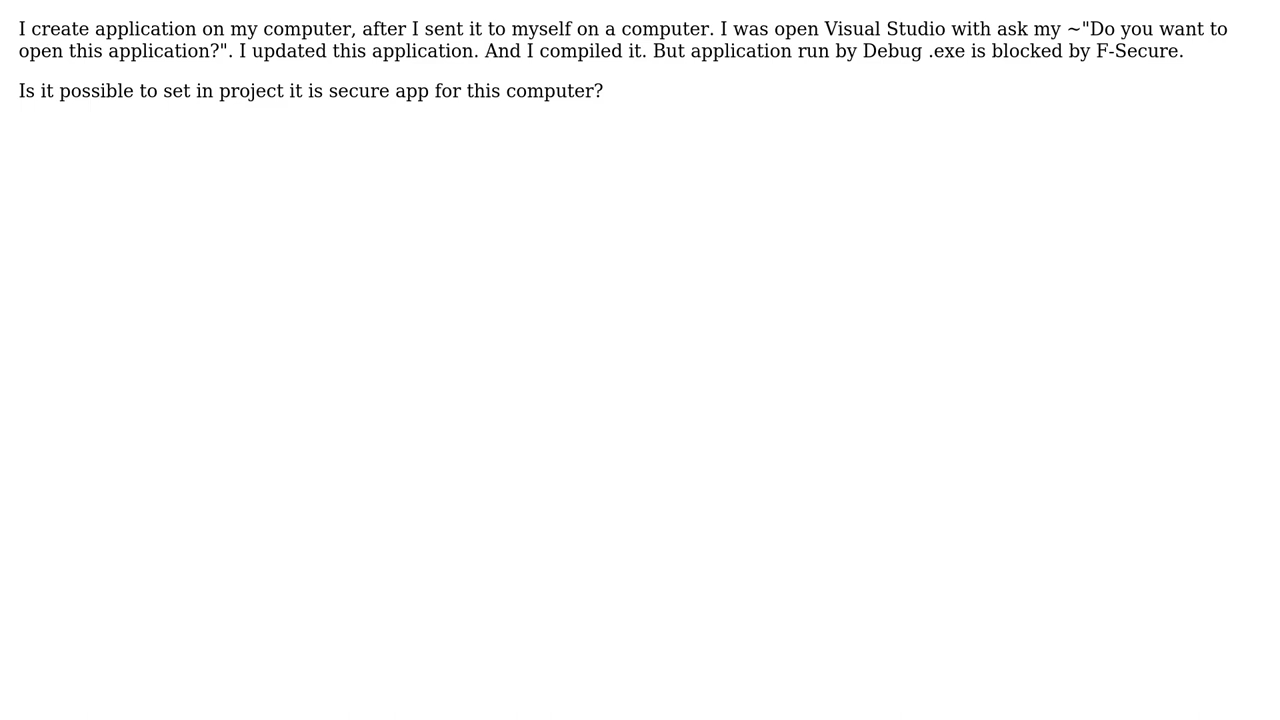 I create application on my computer, after I sent it to myself on a computer. I was open Visual Studio with ask my ~"Do you want to
open this application?". I updated this application. And I compiled it. But application run by Debug .exe is blocked by F-Secure.
Is it possible to set in project it is secure app for this computer?